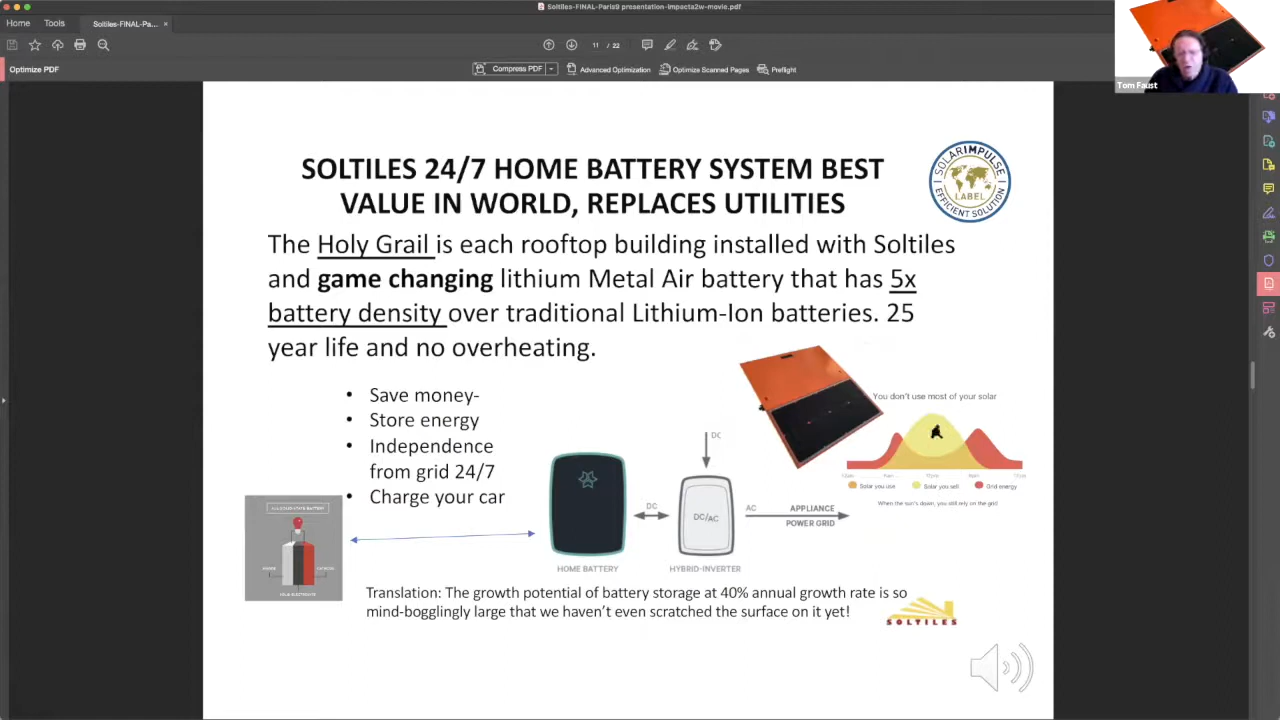 Soltiles-FINAL-Paris9 presentation-impacta2w-movie.pdf
Home
Tools
Soltiles-FINAL-Pa...
11 / 22
Optimize PDF
Compress PDF
Advanced Optimization
Optimize Scanned Pages
Preflight
Tom Faust
SOLTILES 24/7 HOME BATTERY SYSTEM BEST
VALUE IN WORLD, REPLACES UTILITIES
SOLARIMPULSE
LABEL
EFFICIENT SOLUTION
The Holy Grail is each rooftop building installed with Soltiles
and game changing lithium Metal Air battery that has 5x
battery density over traditional Lithium-Ion batteries. 25
year life and no overheating.
• Save money-
• Store energy
• Independence
from grid 24/7
• Charge your car
You don't use most of your solar
Solar you use
Solar you sell
Grid energy
When the sun's down, you still rely on the grid
DC
DC
DC/AC
AC
APPLIANCE
POWER GRID
HOME BATTERY
HYBRID-INVERTER
Translation: The growth potential of battery storage at 40% annual growth rate is so
mind-bogglingly large that we haven't even scratched the surface on it yet!
SOLTILES